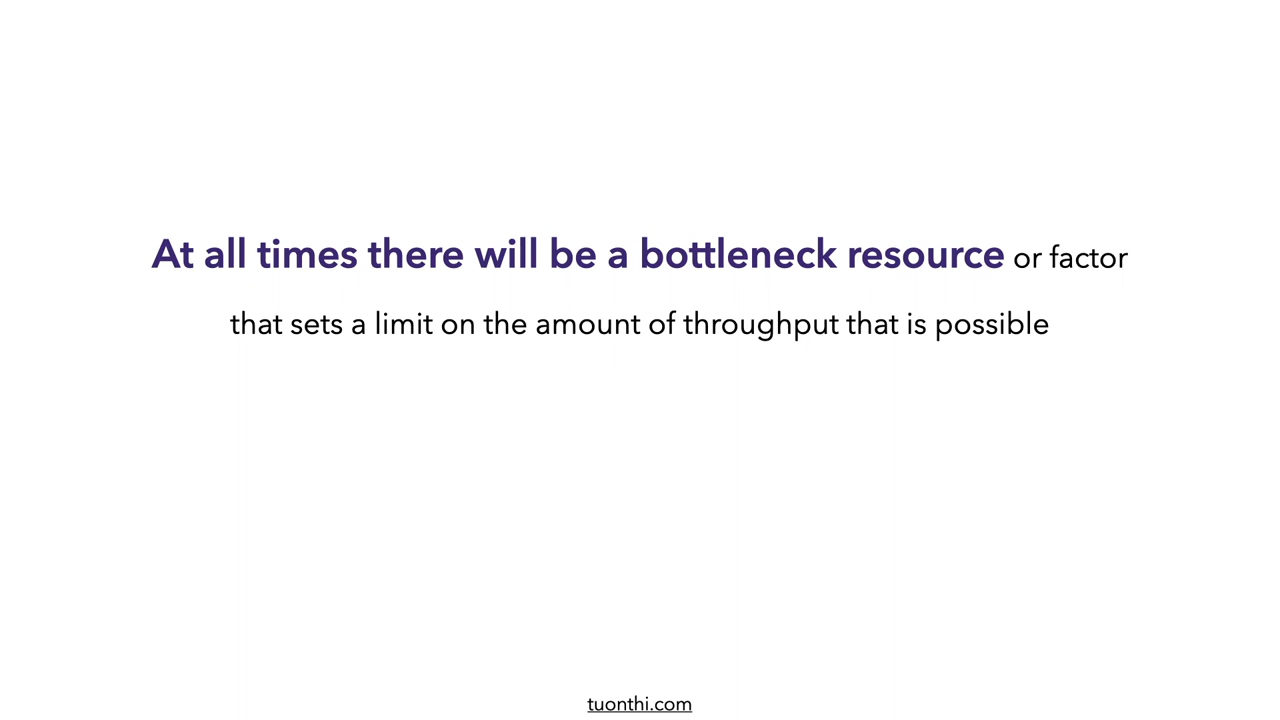 At all times there will be a bottleneck resource or factor
that sets a limit on the amount of throughput that is possible
tuonthi.com